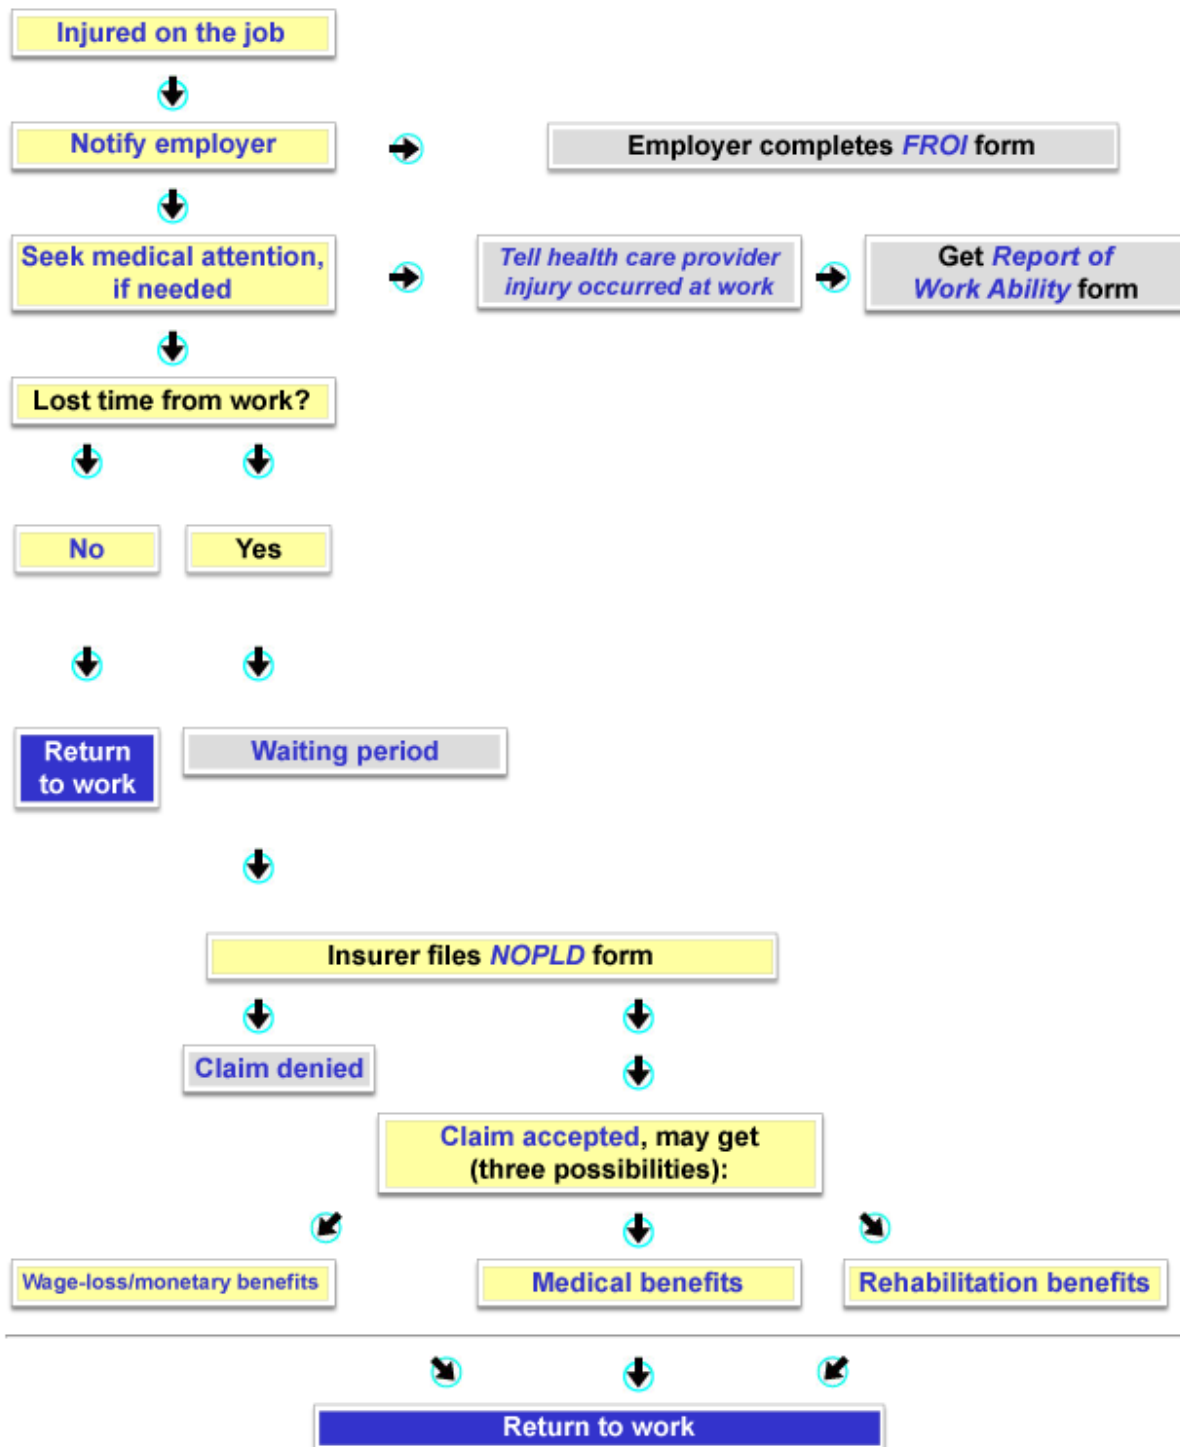 Injured on the job
Notify employer
Employer completes FROI form
Seek medical attention,
if needed
Tell health care provider
injury occurred at work
Get Report of
Work Ability form
Lost time from work?
No
Yes
Return
to work
Waiting period
Insurer files NOPLD form
Claim denied
Claim accepted, may get
(three possibilities):
Wage-loss/monetary benefits
Medical benefits
Rehabilitation benefits
Return to work